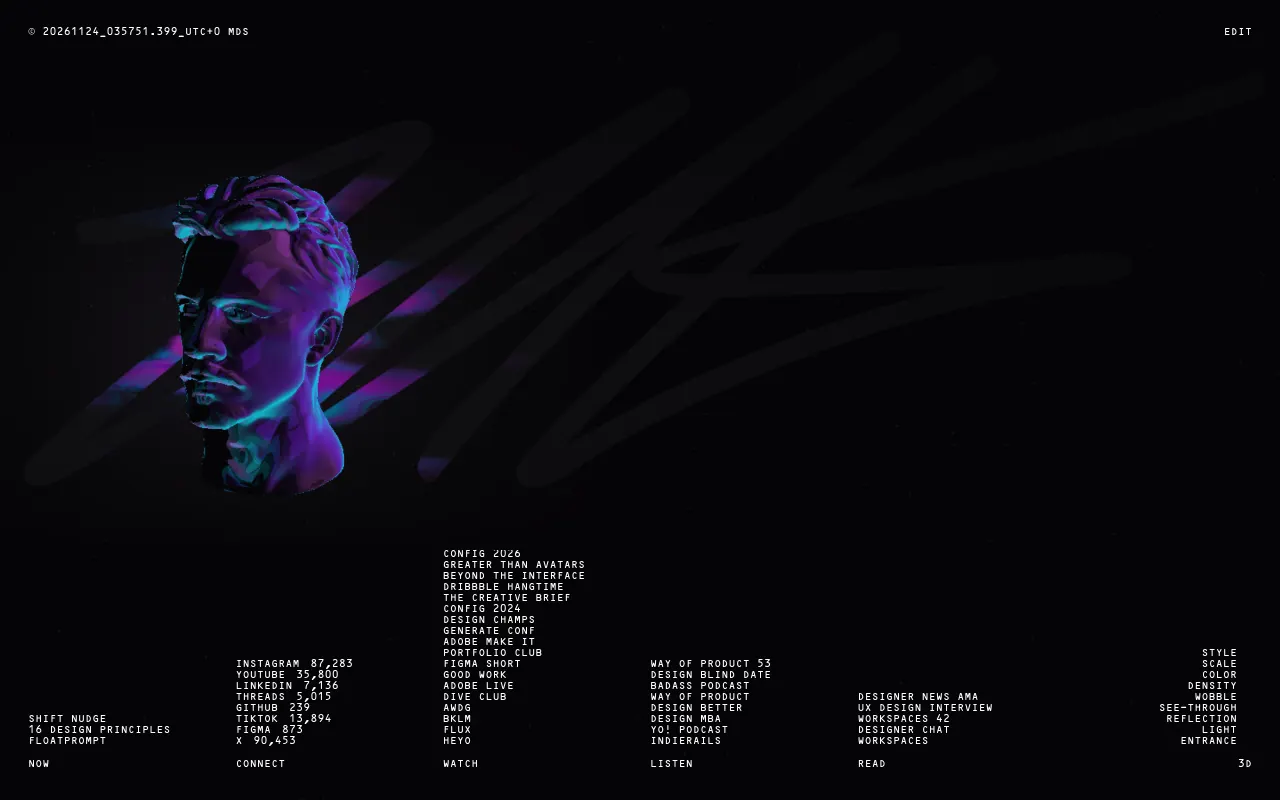 © 20261124_035751.399_UTC+0 MDS
EDIT
SHIFT NUDGE
16 DESIGN PRINCIPLES
FLOATPROMPT
NOW
INSTAGRAM 87,283
YOUTUBE 35,800
LINKEDIN 7,136
THREADS 5,015
GITHUB 239
TIKTOK 13,894
FIGMA 873
X 90,453
CONNECT
CONFIG 2026
GREATER THAN AVATARS
BEYOND THE INTERFACE
DRIBBBLE HANGTIME
THE CREATIVE BRIEF
CONFIG 2024
DESIGN CHAMPS
GENERATE CONF
ADOBE MAKE IT
PORTFOLIO CLUB
FIGMA SHORT
GOOD WORK
ADOBE LIVE
DIVE CLUB
AWDG
BKLM
FLUX
HEYO
WATCH
WAY OF PRODUCT 53
DESIGN BLIND DATE
BADASS PODCAST
WAY OF PRODUCT
DESIGN BETTER
DESIGN MBA
YO! PODCAST
INDIERAILS
LISTEN
DESIGNER NEWS AMA
UX DESIGN INTERVIEW
WORKSPACES 42
DESIGNER CHAT
WORKSPACES
READ
STYLE
SCALE
COLOR
DENSITY
WOBBLE
SEE-THROUGH
REFLECTION
LIGHT
ENTRANCE
3D